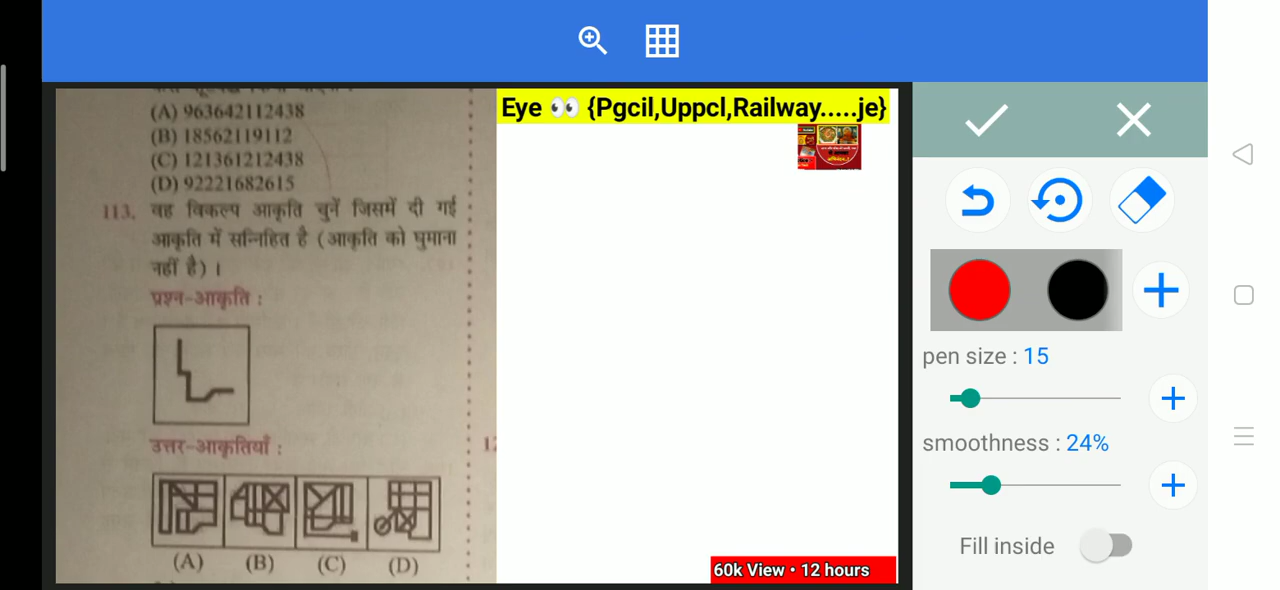 (A) 963642112438
(B) 18562119112
(C) 121361212438
(D) 92221682615
113. वह विकल्प आकृति चुनें जिसमें दी गई
आकृति में सन्निहित है (आकृति को घुमाना
नहीं है) ।
प्रश्न-आकृति :
उत्तर-आकृतियाँ :
(A) (B) (C) (D)
12
Eye 👀 {Pgcil,Uppcl,Railway.....je}
60k View • 12 hours
pen size : 15
smoothness : 24%
Fill inside